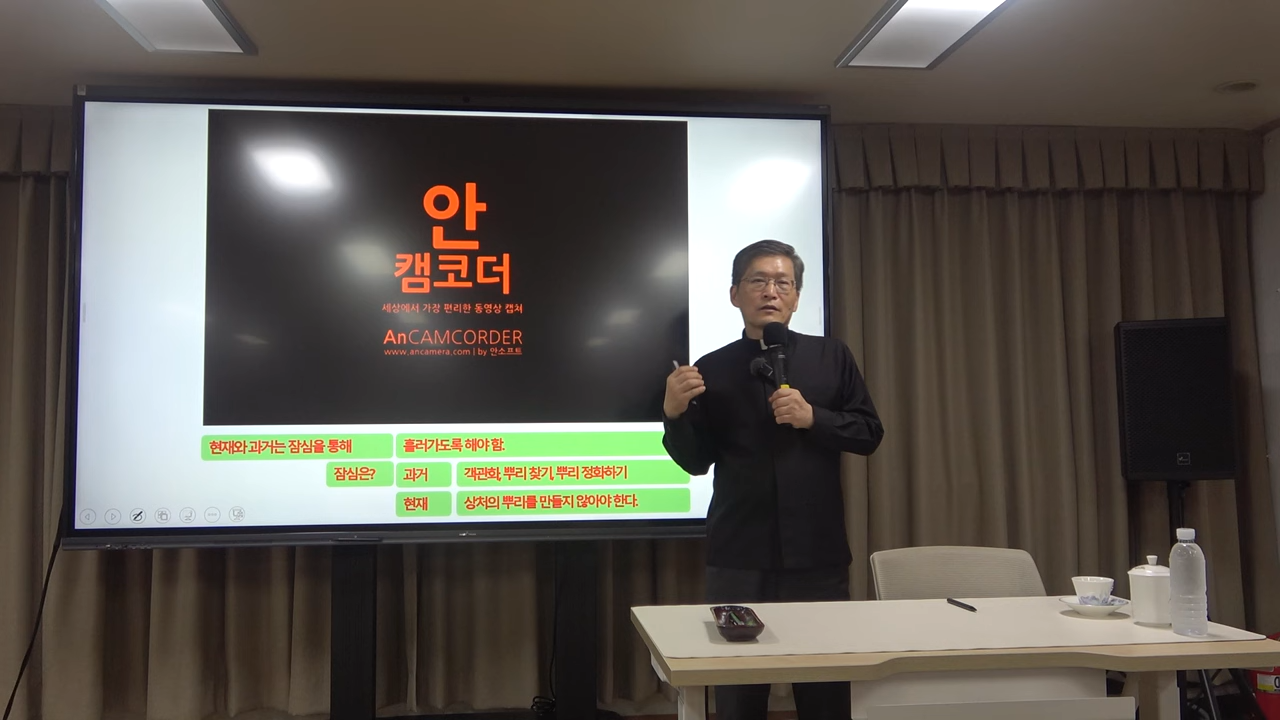 안
캠코더
세상에서 가장 편리한 동영상 캡처
AnCAMCORDER
www.ancamera.com | by 안소프트
현재와 과거는 잠심을 통해 흘러가도록 해야 함.
잠심은? 과거 객관화, 뿌리 찾기, 뿌리 정화하기
현재 상처의 뿌리를 만들지 않아야 한다.